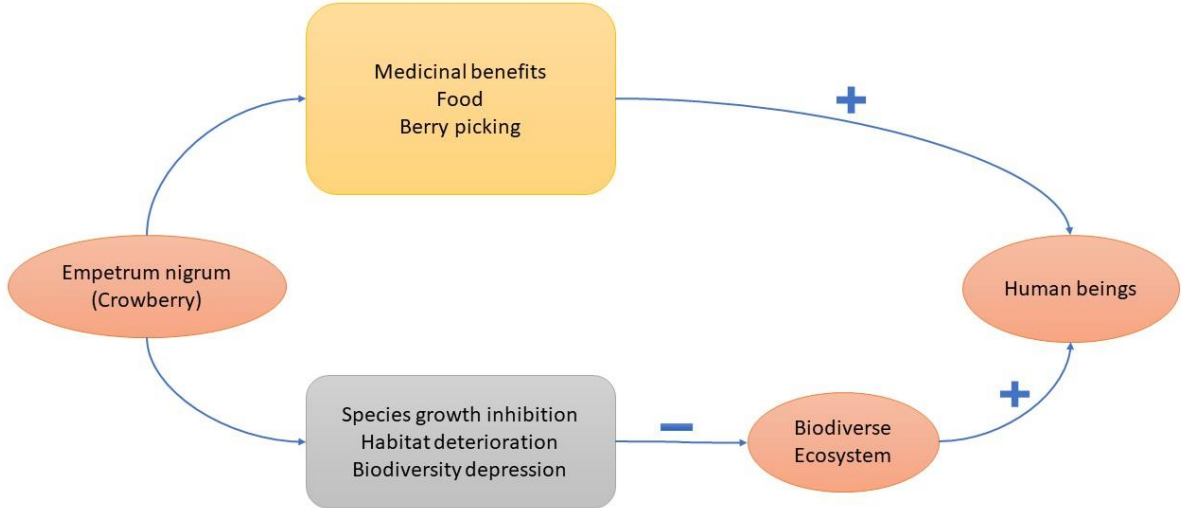 Medicinal benefits
Food
Berry picking
+
Empetrum nigrum
(Crowberry)
Human beings
Species growth inhibition
Habitat deterioration
Biodiversity depression
−
Biodiverse
Ecosystem
+